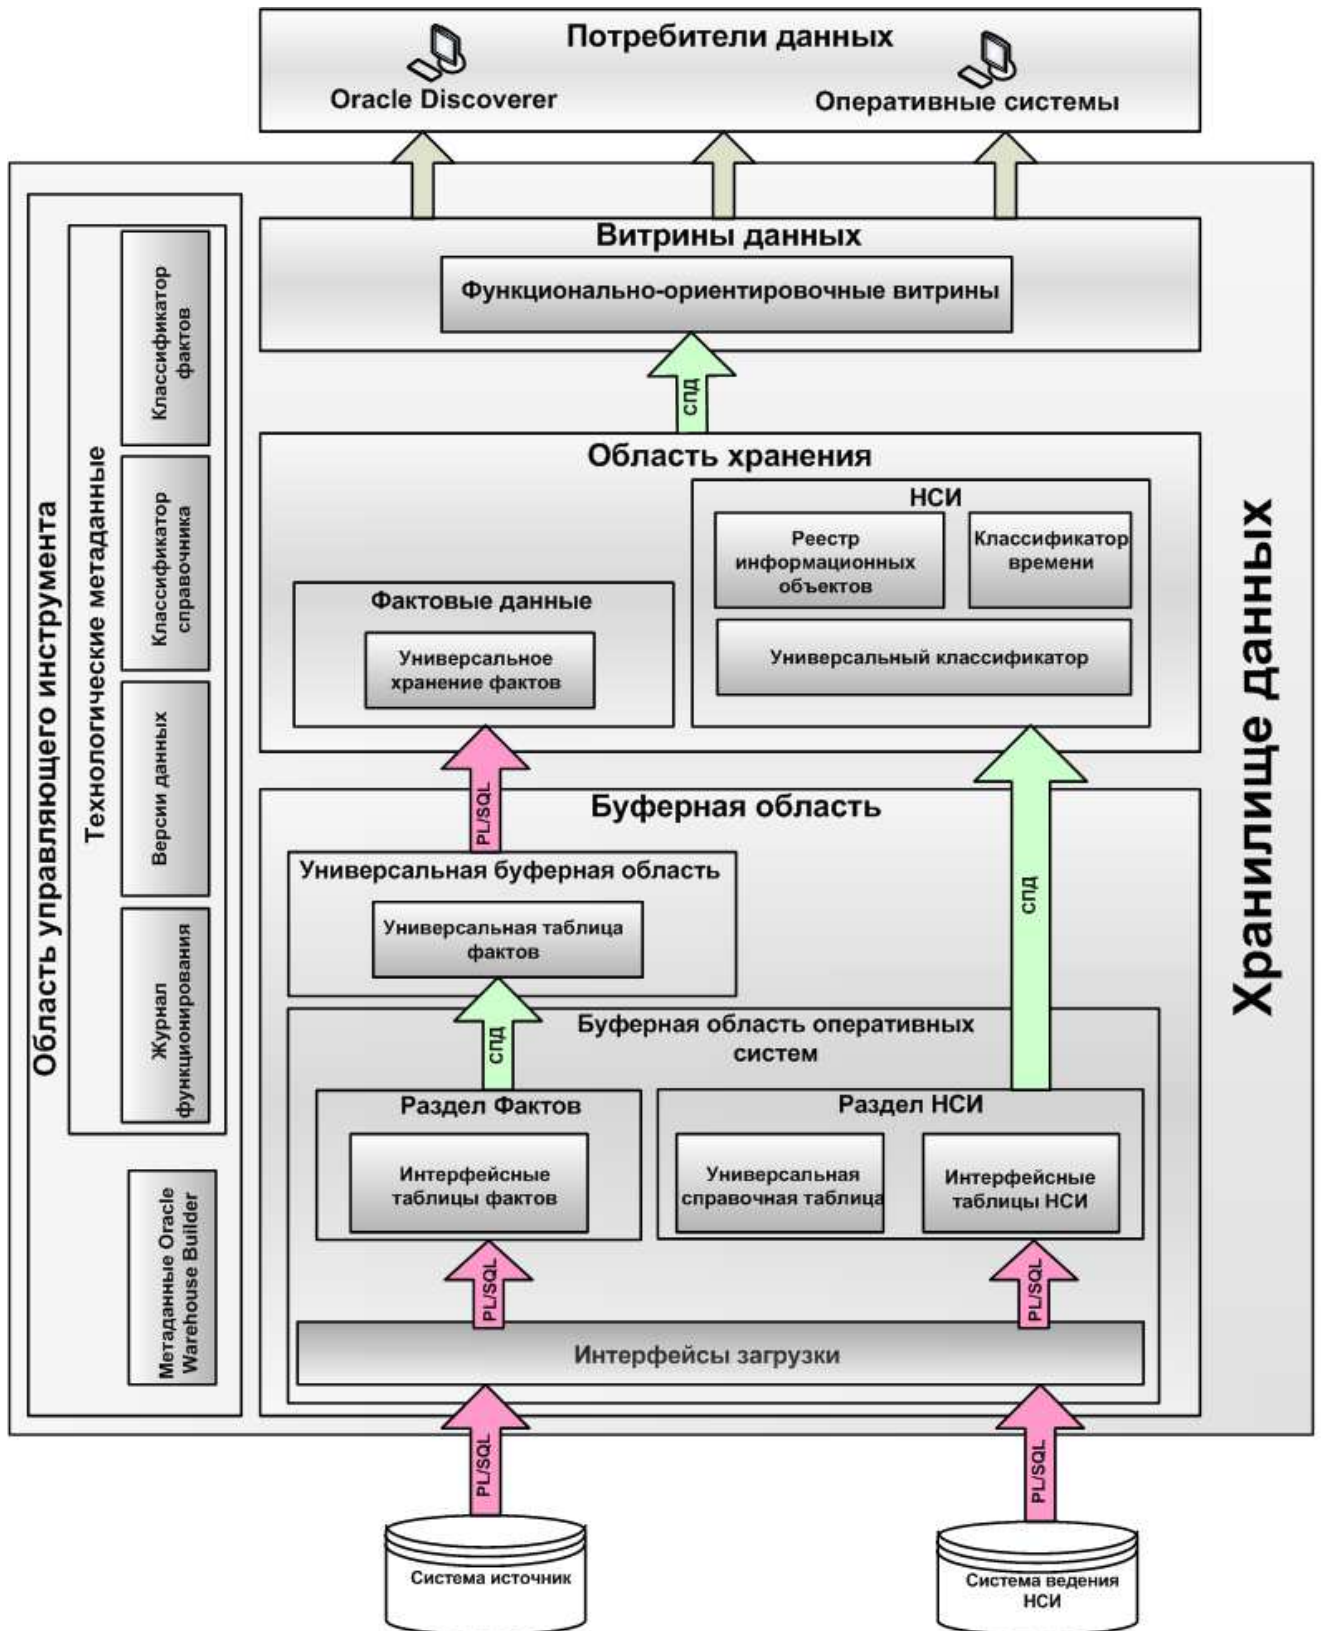 Потребители данных
Oracle Discoverer
Оперативные системы
Хранилище данных
Область управляющего инструмента
Технологические метаданные
Классификатор
фактов
Классификатор
справочника
Версии данных
Журнал
функционирования
Метаданные Oracle
Warehouse Builder
Витрины данных
Функционально-ориентировочные витрины
СПД
Область хранения
НСИ
Реестр
информационных
объектов
Классификатор
времени
Универсальный классификатор
Фактовые данные
Универсальное
хранение фактов
PL/SQL
СПД
Буферная область
Универсальная буферная область
Универсальная таблица
фактов
СПД
Буферная область оперативных
систем
Раздел Фактов
Интерфейсные
таблицы фактов
Раздел НСИ
Универсальная
справочная таблица
Интерфейсные
таблицы НСИ
PL/SQL
PL/SQL
Интерфейсы загрузки
PL/SQL
PL/SQL
Система источник
Система ведения
НСИ